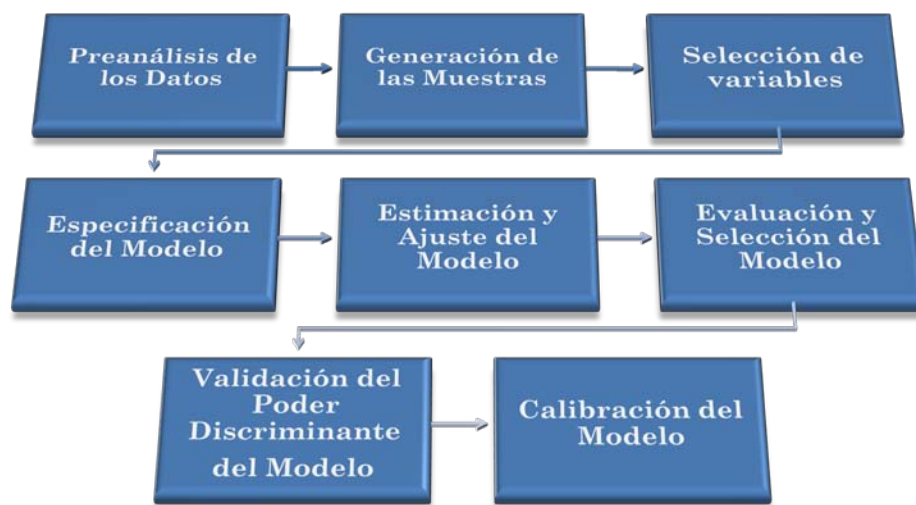 Preanálisis de
los Datos
Generación de
las Muestras
Selección de
variables
Especificación
del Modelo
Estimación y
Ajuste del
Modelo
Evaluación y
Selección del
Modelo
Validación del
Poder
Discriminante
del Modelo
Calibración del
Modelo